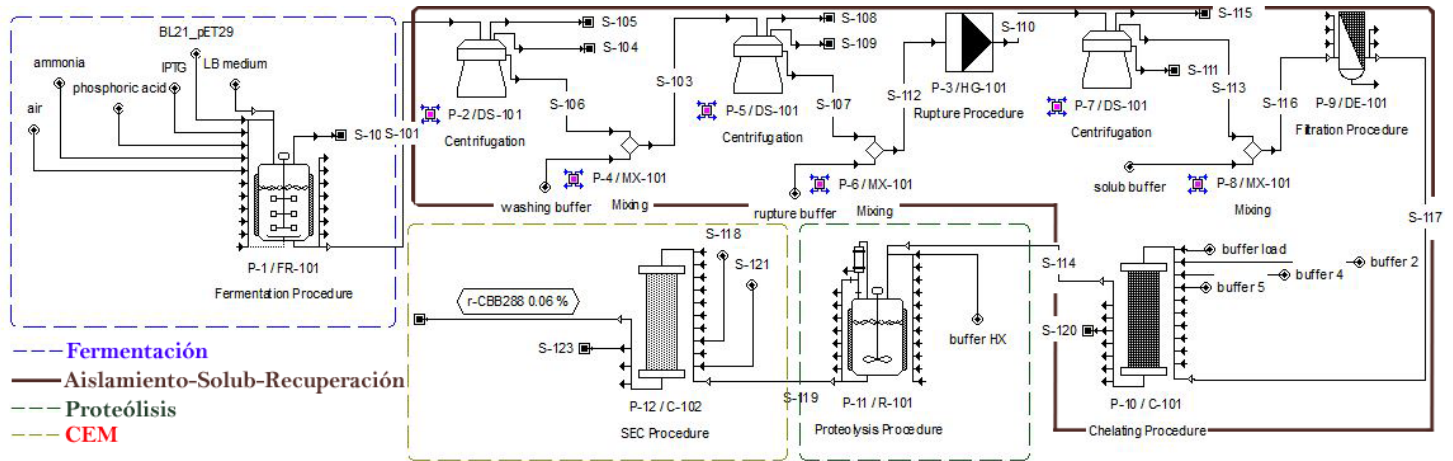 BL21_pET29
ammonia
IPTG
LB medium
phosphoric acid
air
S-10
S-101
P-1 / FR-101
Fermentation Procedure
S-105
S-104
P-2 / DS-101
Centrifugation
S-106
washing buffer
P-4 / MX-101
Mixing
S-103
S-108
S-109
P-5 / DS-101
Centrifugation
S-107
rupture buffer
P-6 / MX-101
Mixing
S-112
S-110
P-3 / HG-101
Rupture Procedure
S-115
S-111
P-7 / DS-101
Centrifugation
S-113
solub buffer
P-8 / MX-101
Mixing
S-116
P-9 / DE-101
Filtration Procedure
S-117
buffer load
buffer 2
buffer 4
buffer 5
S-114
S-120
P-10 / C-101
Chelating Procedure
buffer HX
P-11 / R-101
Proteolysis Procedure
S-119
S-118
S-121
r-CBB288 0.06 %
S-123
P-12 / C-102
SEC Procedure
Fermentación
Aislamiento-Solub-Recuperación
Proteólisis
CEM